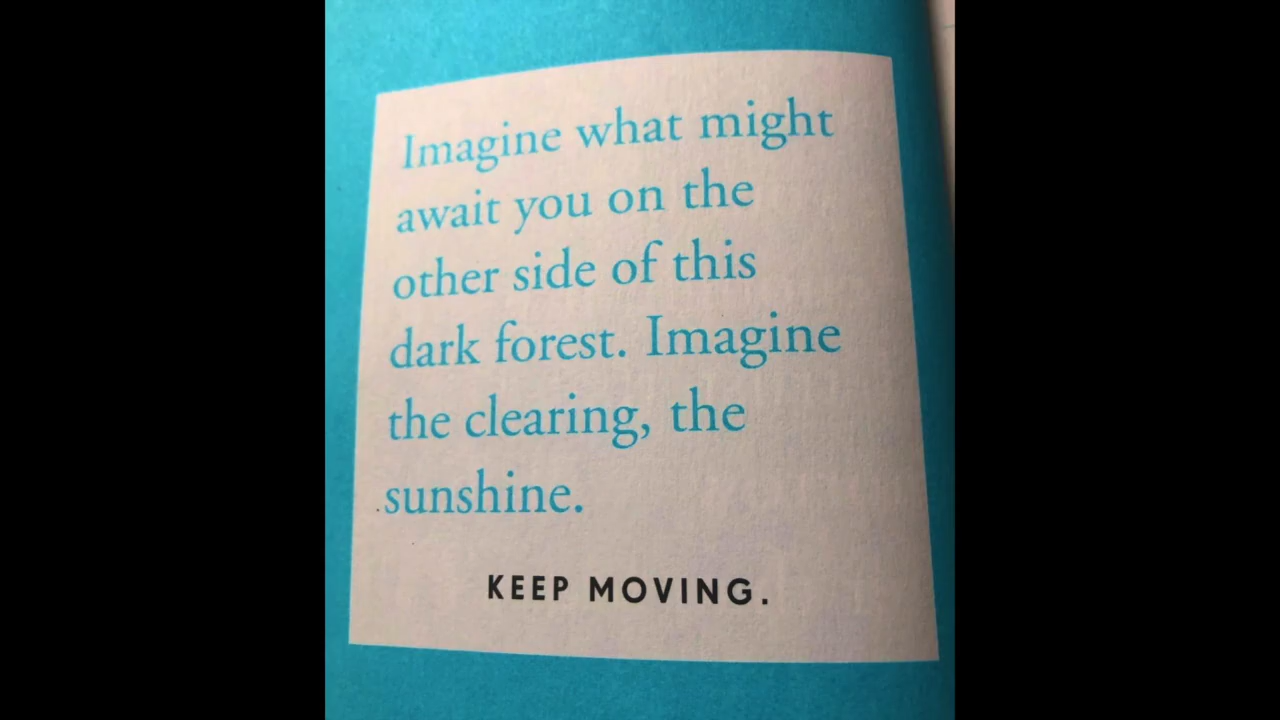 Imagine what might
await you on the
other side of this
dark forest. Imagine
the clearing, the
sunshine.
KEEP MOVING.